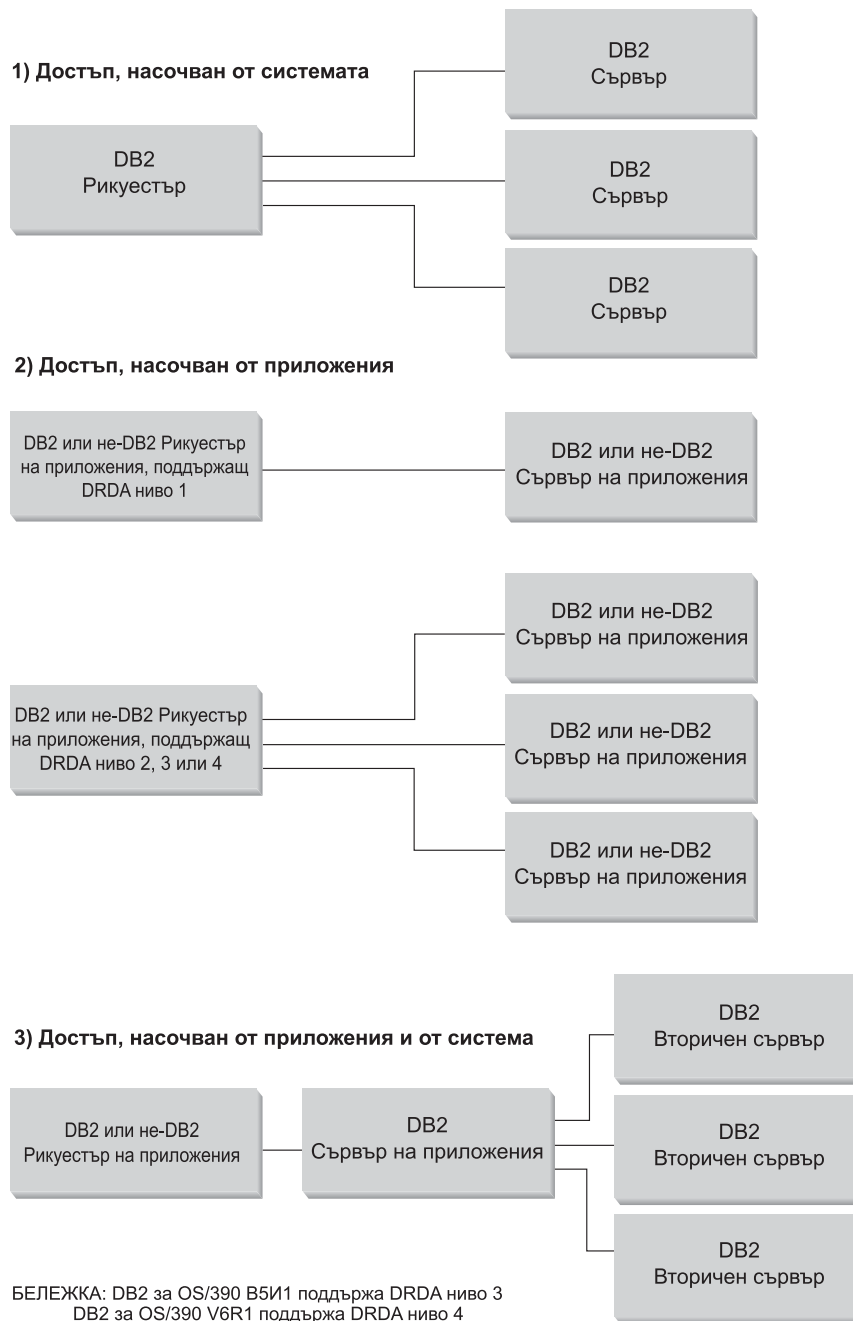 1) Достъп, насочван от системата
DB2
Рикуестър
DB2
Сървър
DB2
Сървър
DB2
Сървър
2) Достъп, насочван от приложения
DB2 или не-DB2 Рикуестър
на приложения, поддържащ
DRDA ниво 1
DB2 или не-DB2
Сървър на приложения
DB2 или не-DB2 Рикуестър
на приложения, поддържащ
DRDA ниво 2, 3 или 4
DB2 или не-DB2
Сървър на приложения
DB2 или не-DB2
Сървър на приложения
DB2 или не-DB2
Сървър на приложения
3) Достъп, насочван от приложения и от система
DB2 или не-DB2
Рикуестър на приложения
DB2
Сървър на приложения
DB2
Вторичен сървър
DB2
Вторичен сървър
DB2
Вторичен сървър
БЕЛЕЖКА: DB2 за OS/390 В5И1 поддържа DRDA ниво 3
DB2 за OS/390 V6R1 поддържа DRDA ниво 4